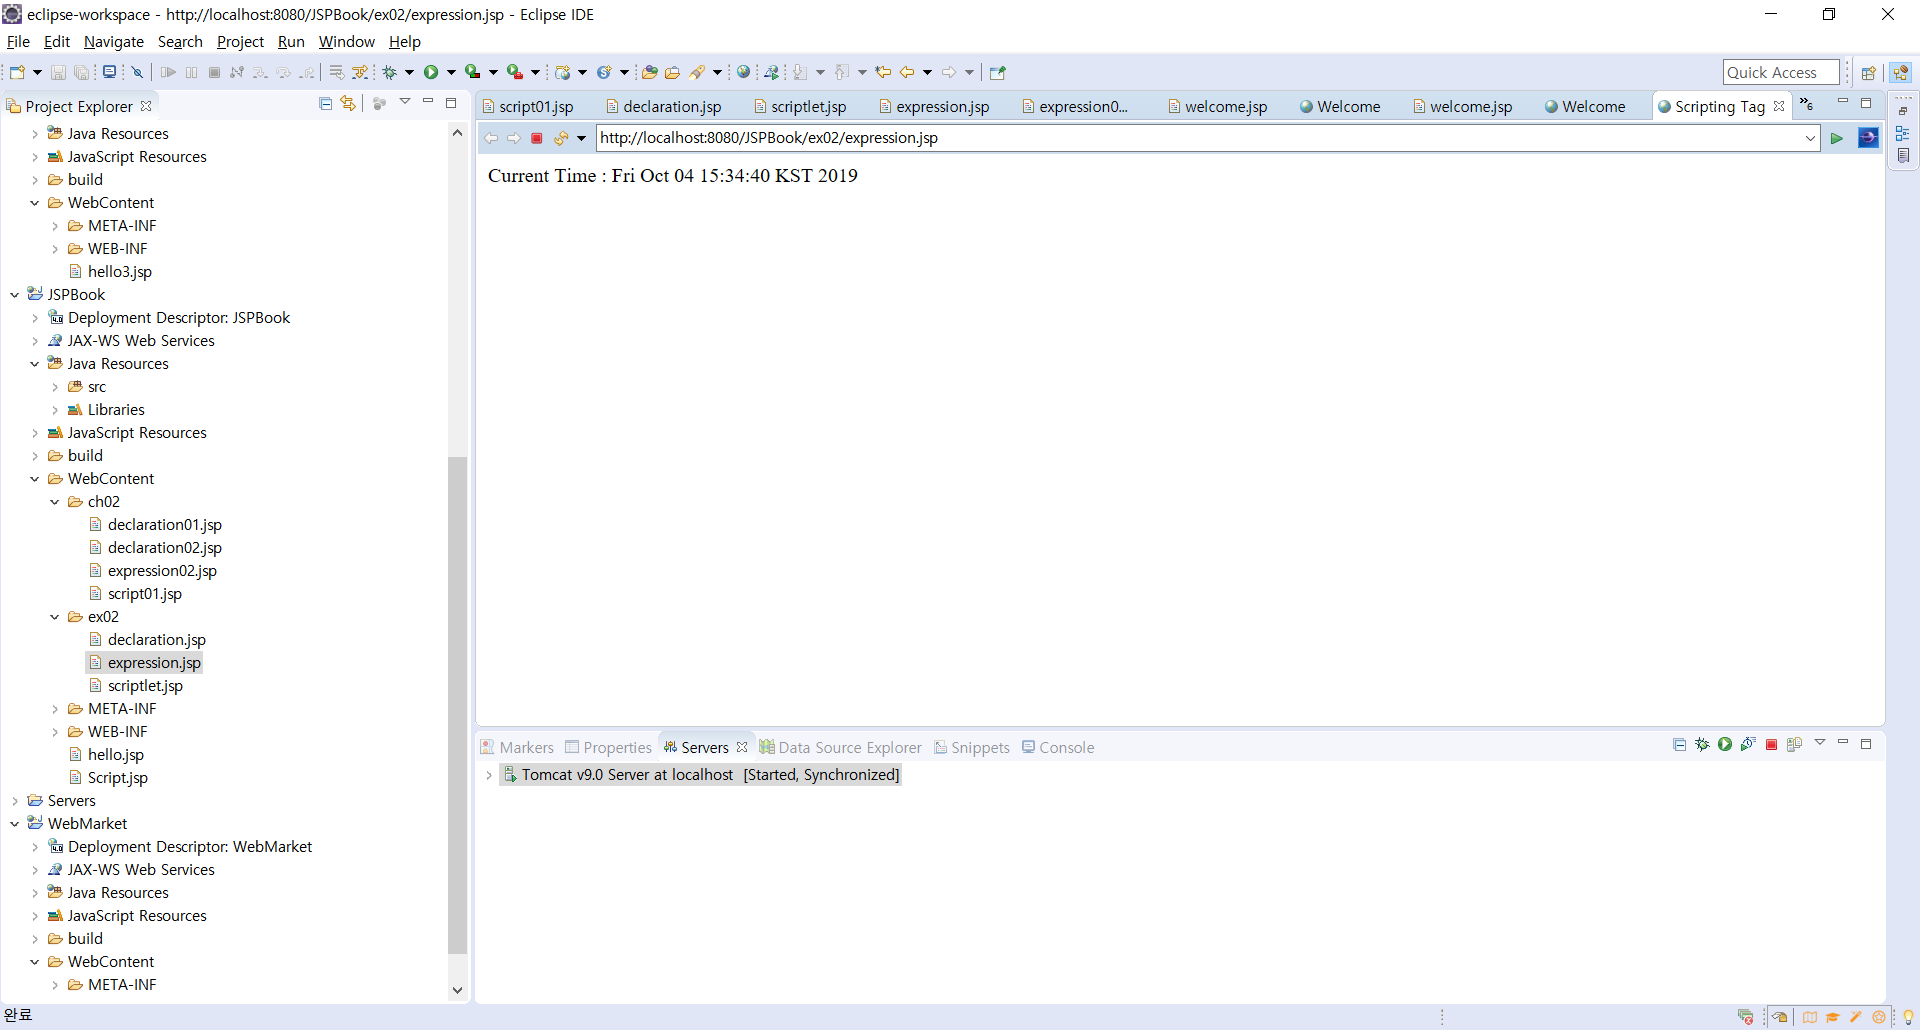 eclipse-workspace - http://localhost:8080/JSPBook/ex02/expression.jsp - Eclipse IDE
File Edit Navigate Search Project Run Window Help
Quick Access
Project Explorer
Java Resources
JavaScript Resources
build
WebContent
META-INF
WEB-INF
hello3.jsp
JSPBook
Deployment Descriptor: JSPBook
JAX-WS Web Services
Java Resources
src
Libraries
JavaScript Resources
build
WebContent
ch02
declaration01.jsp
declaration02.jsp
expression02.jsp
script01.jsp
ex02
declaration.jsp
expression.jsp
scriptlet.jsp
META-INF
WEB-INF
hello.jsp
Script.jsp
Servers
WebMarket
Deployment Descriptor: WebMarket
JAX-WS Web Services
Java Resources
JavaScript Resources
build
WebContent
META-INF
script01.jsp declaration.jsp scriptlet.jsp expression.jsp expression0... welcome.jsp Welcome welcome.jsp Welcome Scripting Tag »6
http://localhost:8080/JSPBook/ex02/expression.jsp
Current Time : Fri Oct 04 15:34:40 KST 2019
Markers Properties Servers Data Source Explorer Snippets Console
Tomcat v9.0 Server at localhost [Started, Synchronized]
완료